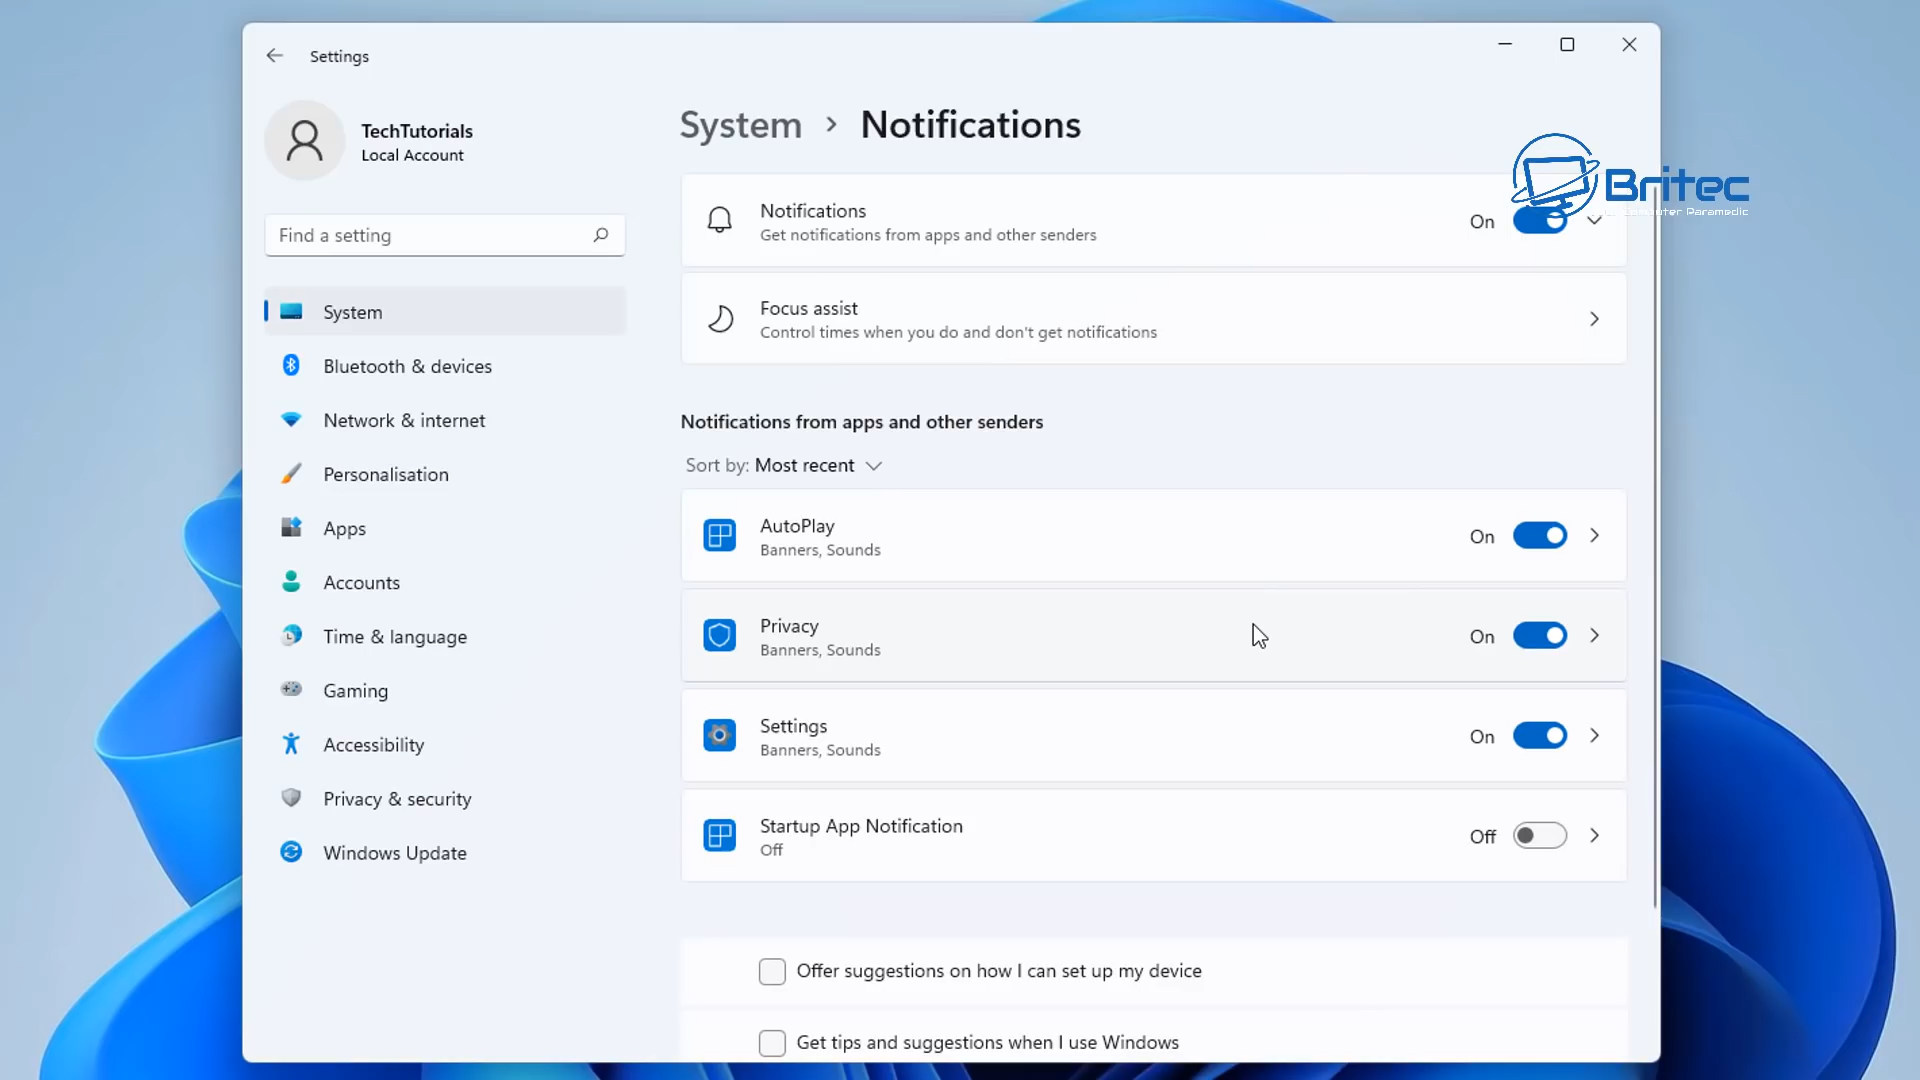 Settings
TechTutorials
Local Account
Find a setting
System
Bluetooth & devices
Network & internet
Personalisation
Apps
Accounts
Time & language
Gaming
Accessibility
Privacy & security
Windows Update
System > Notifications
Britec
Notifications
Get notifications from apps and other senders
On
Focus assist
Control times when you do and don't get notifications
Notifications from apps and other senders
Sort by: Most recent
AutoPlay
Banners, Sounds
On
Privacy
Banners, Sounds
On
Settings
Banners, Sounds
On
Startup App Notification
Off
Off
Offer suggestions on how I can set up my device
Get tips and suggestions when I use Windows